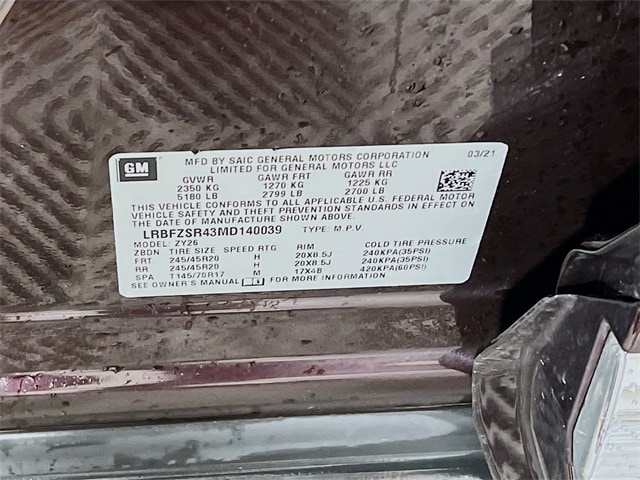 GM
MFD BY SAIC GENERAL MOTORS CORPORATION 03/21
LIMITED FOR GENERAL MOTORS LLC
GVWR GAWR FRT GAWR RR
2350 KG 1270 KG 1225 KG
5180 LB 2799 LB 2700 LB
THIS VEHICLE CONFORMS TO ALL APPLICABLE U.S. FEDERAL MOTOR
VEHICLE SAFETY AND THEFT PREVENTION STANDARDS IN EFFECT ON
THE DATE OF MANUFACTURE SHOWN ABOVE.
LRBFZSR43MD140039 TYPE: M.P.V.
MODEL: ZY26
ZBDN TIRE SIZE SPEED RTG RIM COLD TIRE PRESSURE
FRT 245/45R20 H 20X8.5J 240KPA(35PSI)
RR 245/45R20 H 20X8.5J 240KPA(35PSI)
SPA T145/70R17 M 17X4B 420KPA(60PSI)
SEE OWNER'S MANUAL FOR MORE INFORMATION.